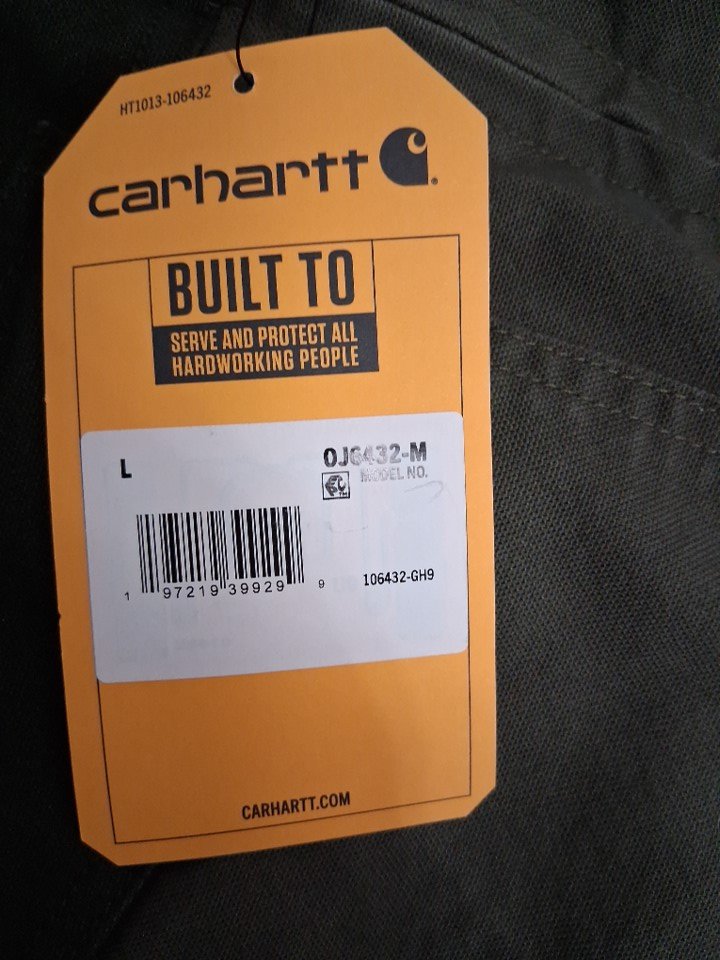 HT1013-106432
carhartt
BUILT TO
SERVE AND PROTECT ALL
HARDWORKING PEOPLE
L
OJ6432-M
MODEL NO.
1 97219 39929 9
106432-GH9
CARHARTT.COM